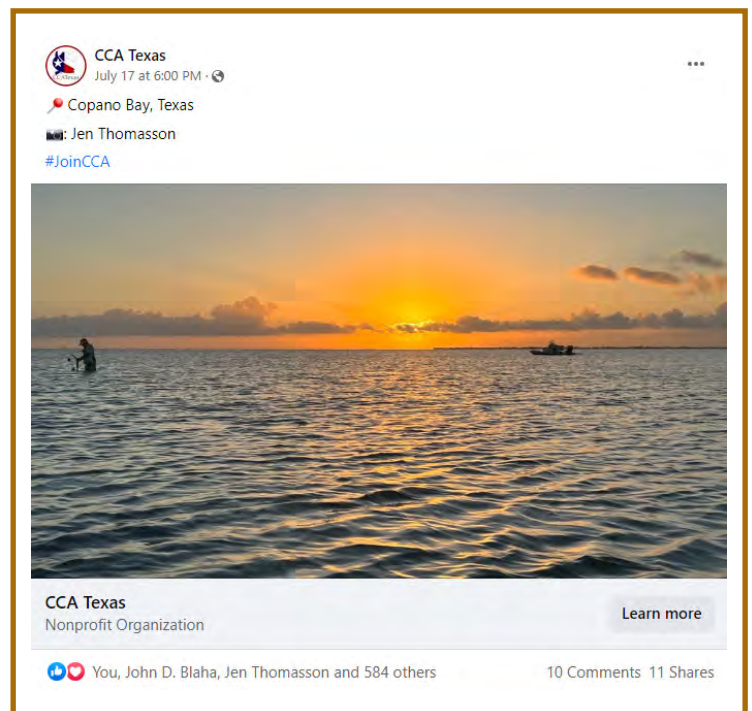 CCA Texas
July 17 at 6:00 PM ·
Copano Bay, Texas
: Jen Thomasson
#JoinCCA
CCA Texas
Nonprofit Organization
Learn more
You, John D. Blaha, Jen Thomasson and 584 others
10 Comments 11 Shares